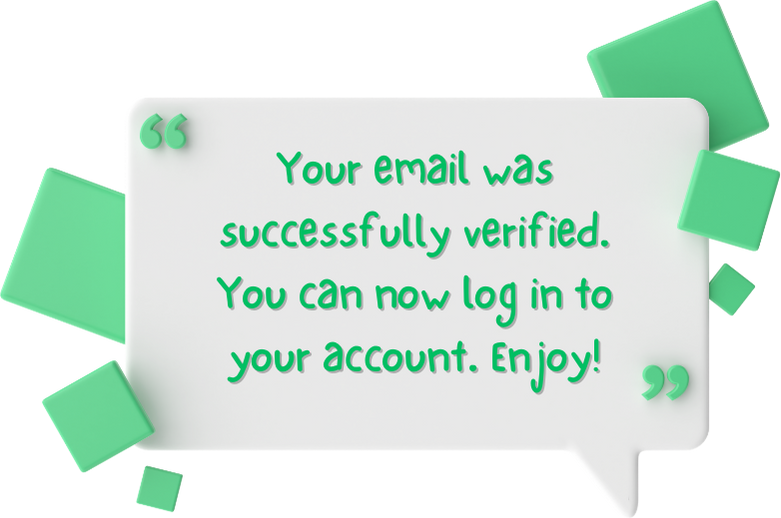 “
Your email was
successfully verified.
You can now log in to
your account. Enjoy!
”